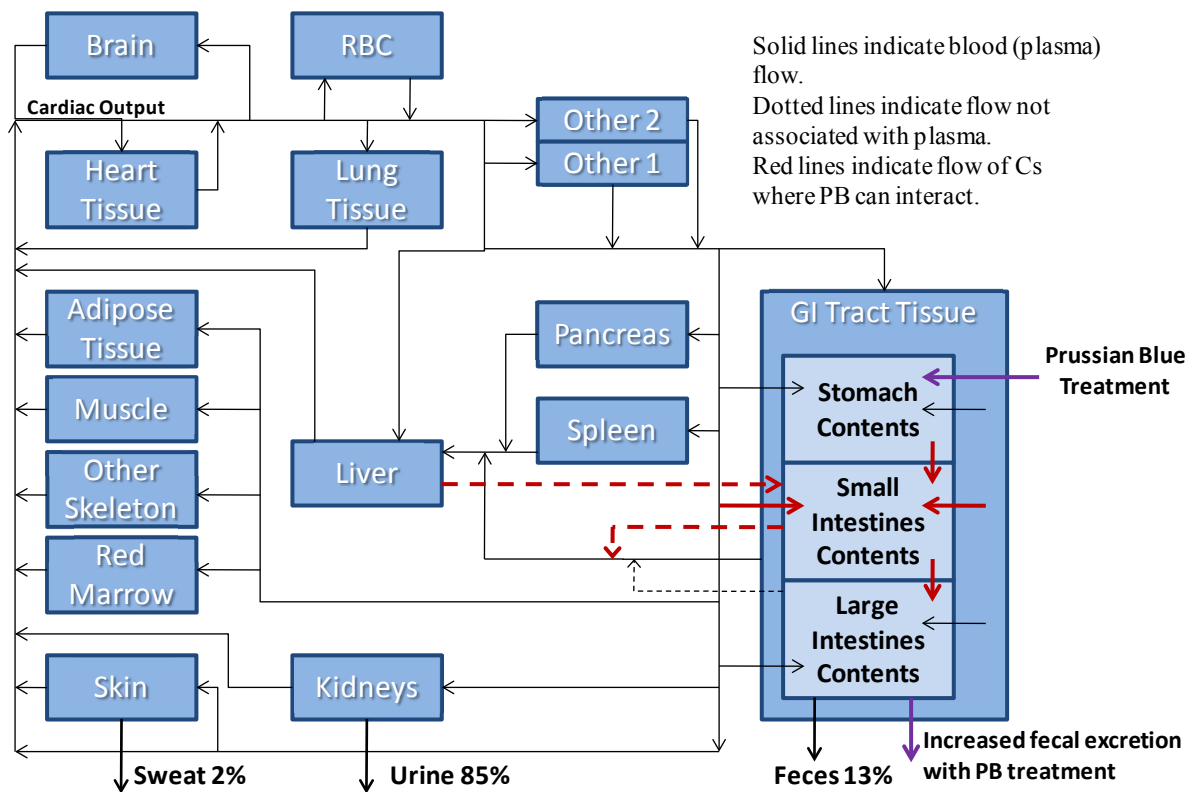 Brain
RBC
Solid lines indicate blood (plasma)
flow.
Dotted lines indicate flow not
associated with plasma.
Red lines indicate flow of Cs
where PB can interact.
Cardiac Output
Other 2
Other 1
Heart
Tissue
Lung
Tissue
GI Tract Tissue
Adipose
Tissue
Pancreas
Prussian Blue
Treatment
Stomach
Contents
Muscle
Spleen
Liver
Other
Skeleton
Small
Intestines
Contents
Red
Marrow
Large
Intestines
Contents
Skin
Kidneys
Sweat 2%
Urine 85%
Feces 13%
Increased fecal excretion
with PB treatment